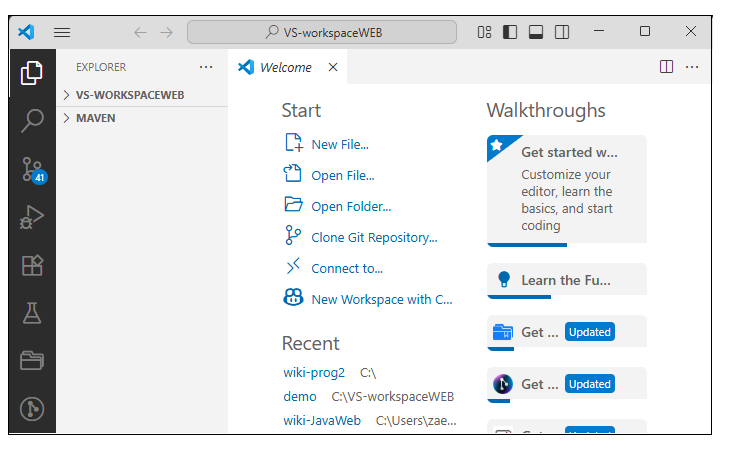 VS-workspaceWEB
EXPLORER
VS-WORKSPACEWEB
MAVEN
41
Welcome
Start
New File...
Open File...
Open Folder...
Clone Git Repository...
Connect to...
New Workspace with C...
Recent
wiki-prog2 C:\
demo C:\VS-workspaceWEB
wiki-JavaWeb C:\Users\zae...
Walkthroughs
Get started w...
Customize your
editor, learn the
basics, and start
coding
Learn the Fu...
Get ... Updated
Get ... Updated